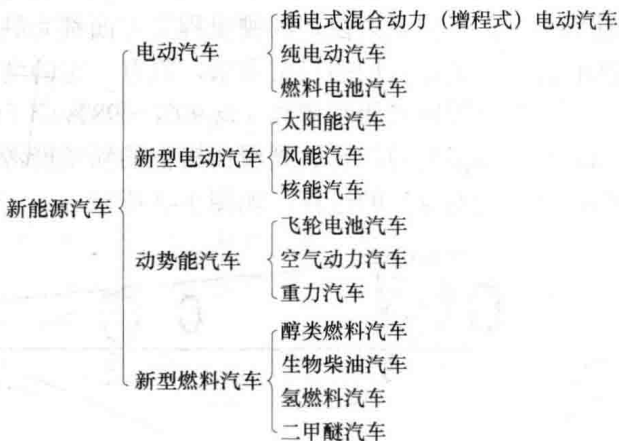 新能源汽车
电动汽车
插电式混合动力（增程式）电动汽车
纯电动汽车
燃料电池汽车
新型电动汽车
太阳能汽车
风能汽车
核能汽车
动势能汽车
飞轮电池汽车
空气动力汽车
重力汽车
新型燃料汽车
醇类燃料汽车
生物柴油汽车
氢燃料汽车
二甲醚汽车